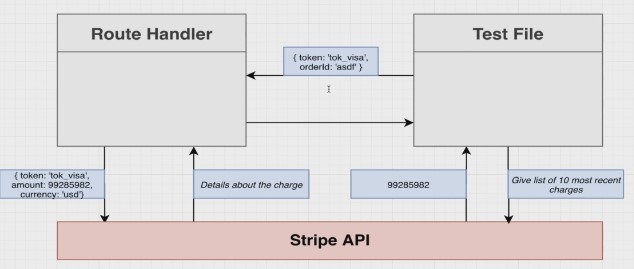 Route Handler
Test File
{ token: 'tok_visa',
orderId: 'asdf' }
{ token: 'tok_visa',
amount: 99285982,
currency: 'usd'}
Details about the charge
99285982
Give list of 10 most recent
charges
Stripe API